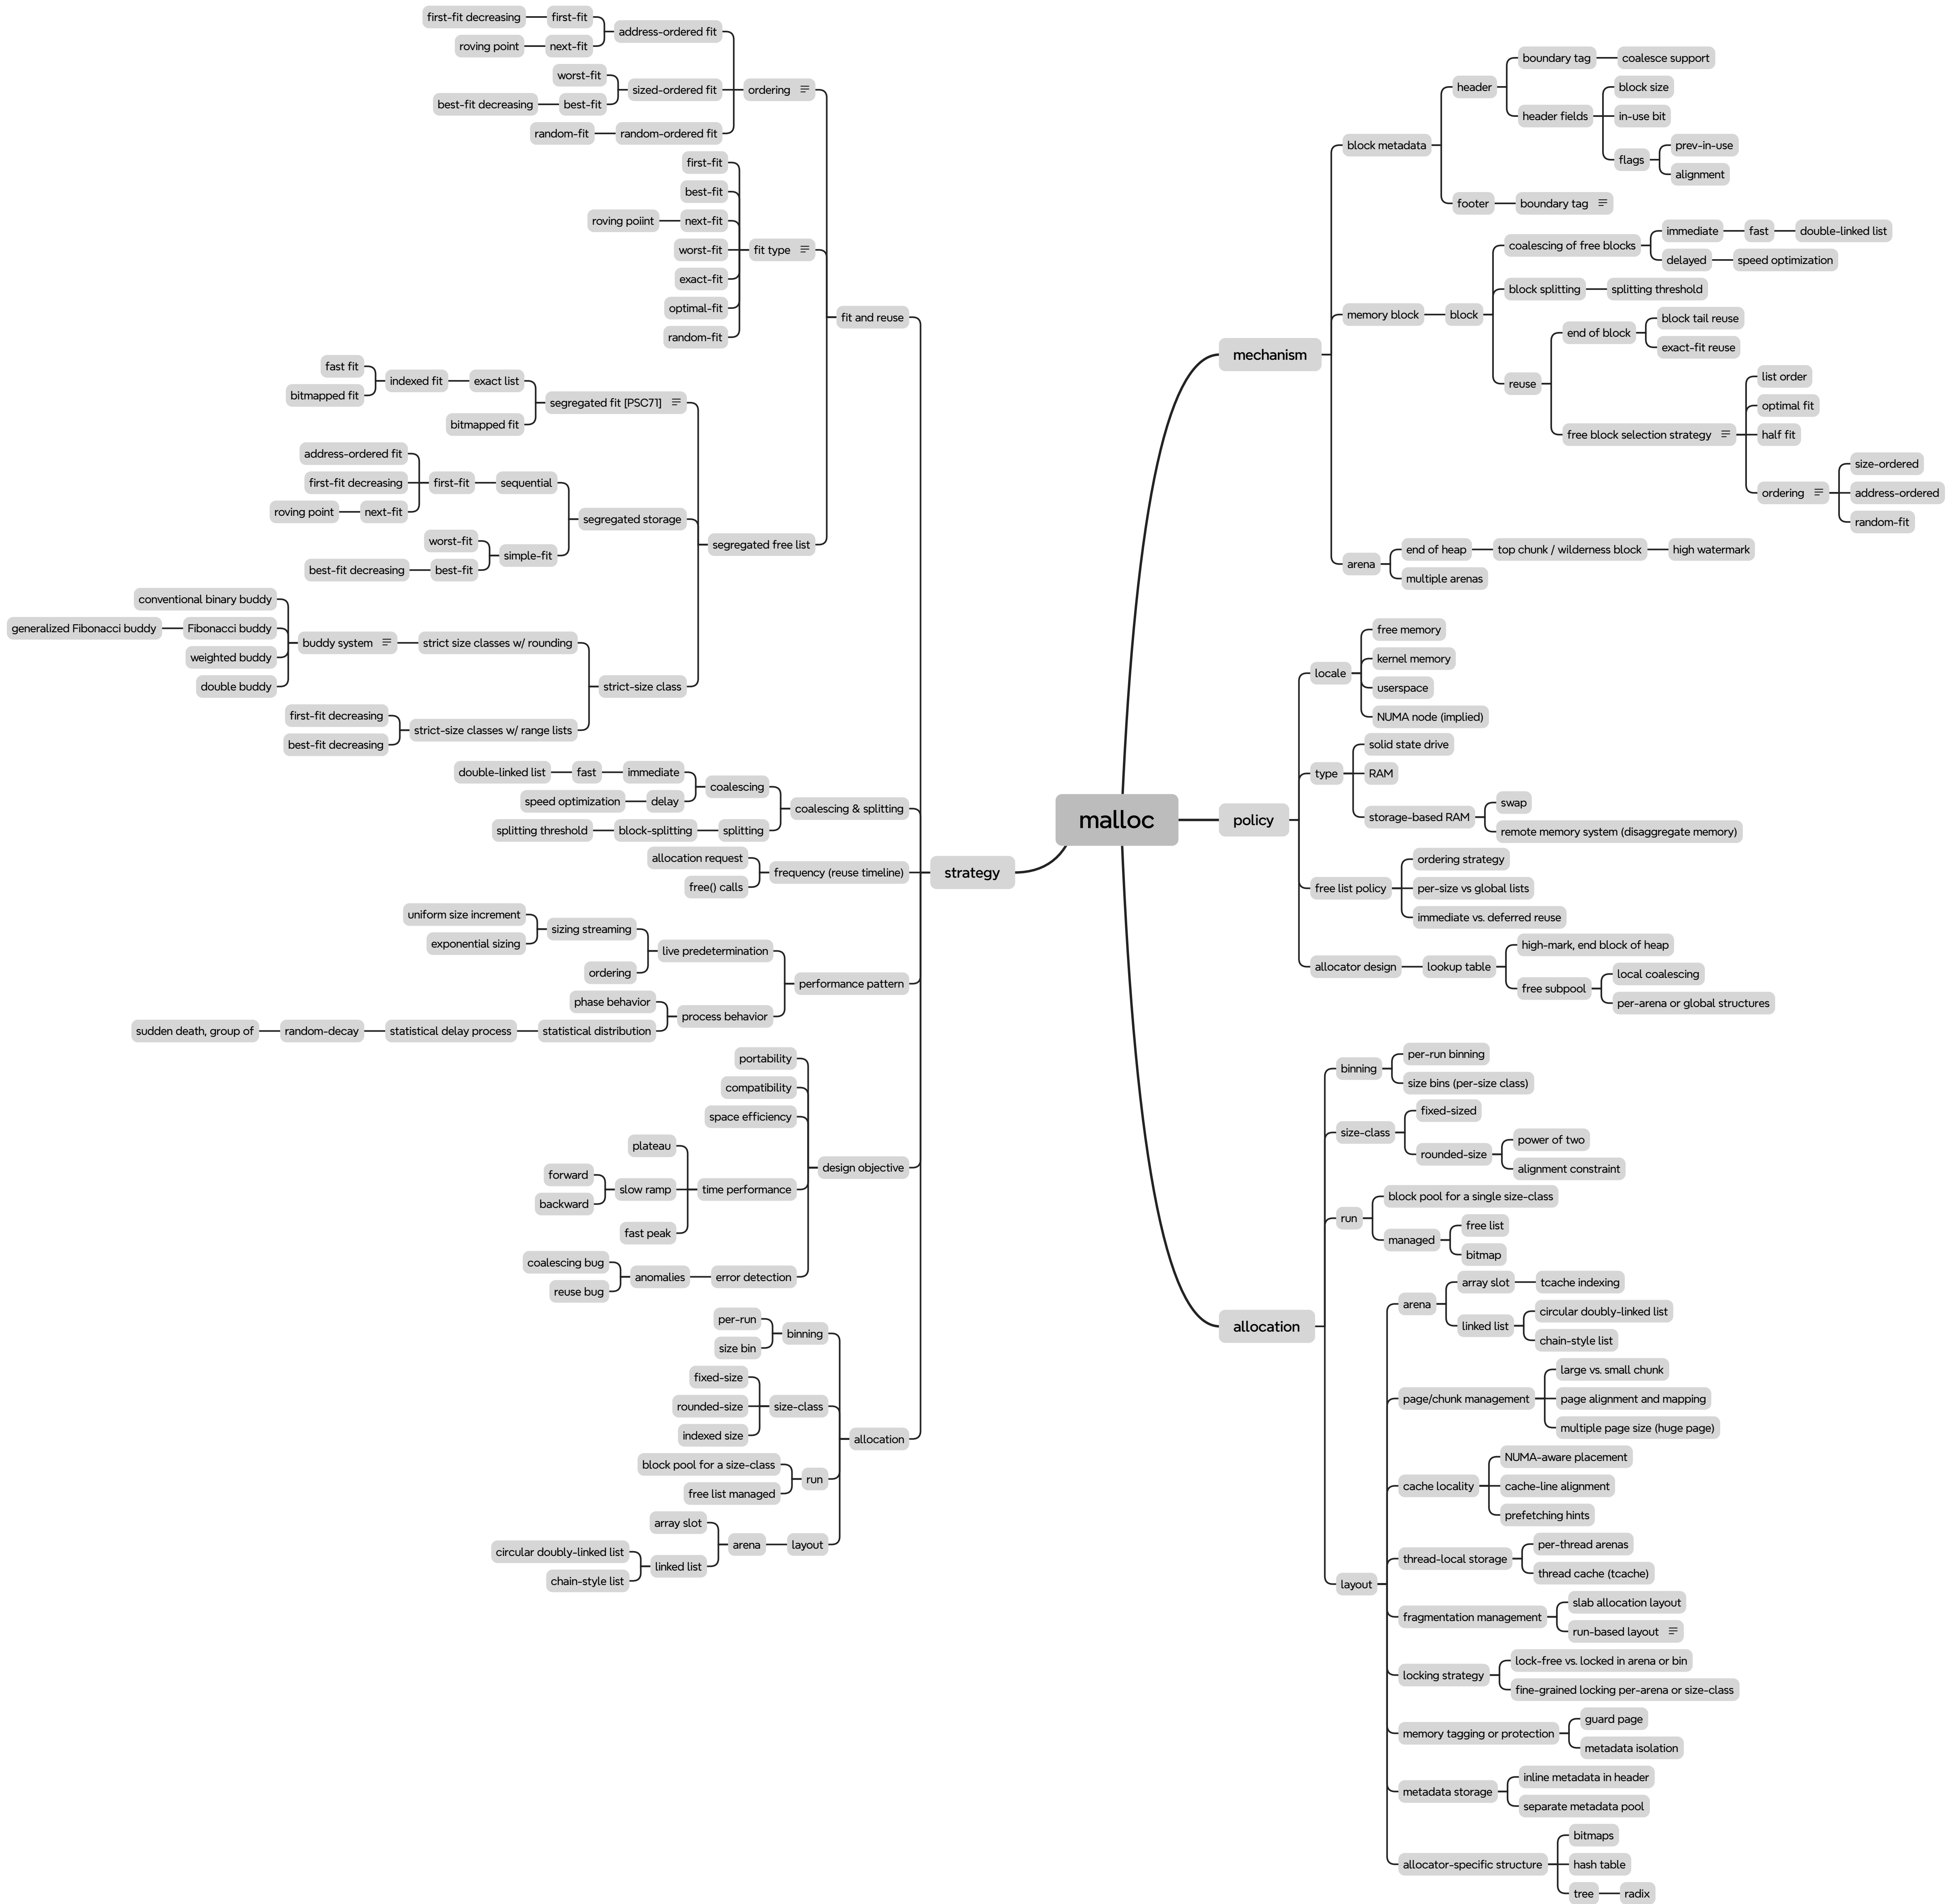 malloc
mechanism
block metadata
header
boundary tag
coalesce support
header fields
block size
in-use bit
flags
prev-in-use
alignment
footer
boundary tag
memory block
block
coalescing of free blocks
immediate
fast
double-linked list
delayed
speed optimization
block splitting
splitting threshold
reuse
end of block
block tail reuse
exact-fit reuse
free block selection strategy
list order
optimal fit
half fit
ordering
size-ordered
address-ordered
random-fit
arena
end of heap
top chunk / wilderness block
high watermark
multiple arenas
policy
locale
free memory
kernel memory
userspace
NUMA node (implied)
type
solid state drive
RAM
storage-based RAM
swap
remote memory system (disaggregate memory)
free list policy
ordering strategy
per-size vs global lists
immediate vs. deferred reuse
allocator design
lookup table
high-mark, end block of heap
free subpool
local coalescing
per-arena or global structures
allocation
binning
per-run binning
size bins (per-size class)
size-class
fixed-sized
rounded-size
power of two
alignment constraint
run
block pool for a single size-class
managed
free list
bitmap
layout
arena
array slot
tcache indexing
linked list
circular doubly-linked list
chain-style list
page/chunk management
large vs. small chunk
page alignment and mapping
multiple page size (huge page)
cache locality
NUMA-aware placement
cache-line alignment
prefetching hints
thread-local storage
per-thread arenas
thread cache (tcache)
fragmentation management
slab allocation layout
run-based layout
locking strategy
lock-free vs. locked in arena or bin
fine-grained locking per-arena or size-class
memory tagging or protection
guard page
metadata isolation
metadata storage
inline metadata in header
separate metadata pool
allocator-specific structure
bitmaps
hash table
tree
radix
strategy
fit and reuse
ordering
address-ordered fit
first-fit
first-fit decreasing
next-fit
roving point
sized-ordered fit
worst-fit
best-fit
best-fit decreasing
random-ordered fit
random-fit
fit type
first-fit
best-fit
next-fit
roving poiint
worst-fit
exact-fit
optimal-fit
random-fit
segregated free list
segregated fit [PSC71]
exact list
indexed fit
fast fit
bitmapped fit
bitmapped fit
segregated storage
sequential
first-fit
address-ordered fit
first-fit decreasing
next-fit
roving point
simple-fit
worst-fit
best-fit
best-fit decreasing
strict-size class
strict size classes w/ rounding
buddy system
conventional binary buddy
Fibonacci buddy
generalized Fibonacci buddy
weighted buddy
double buddy
strict-size classes w/ range lists
first-fit decreasing
best-fit decreasing
coalescing & splitting
coalescing
immediate
fast
double-linked list
delay
speed optimization
splitting
block-splitting
splitting threshold
frequency (reuse timeline)
allocation request
free() calls
performance pattern
live predetermination
sizing streaming
uniform size increment
exponential sizing
ordering
process behavior
phase behavior
statistical distribution
statistical delay process
random-decay
sudden death, group of
design objective
portability
compatibility
space efficiency
time performance
plateau
slow ramp
forward
backward
fast peak
error detection
anomalies
coalescing bug
reuse bug
allocation
binning
per-run
size bin
size-class
fixed-size
rounded-size
indexed size
run
block pool for a size-class
free list managed
layout
arena
array slot
linked list
circular doubly-linked list
chain-style list